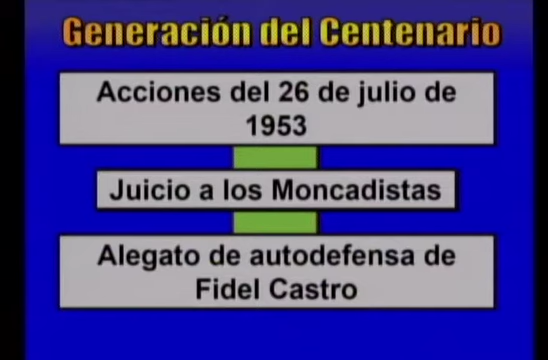 Generación del Centenario
Acciones del 26 de julio de
1953
Juicio a los Moncadistas
Alegato de autodefensa de
Fidel Castro